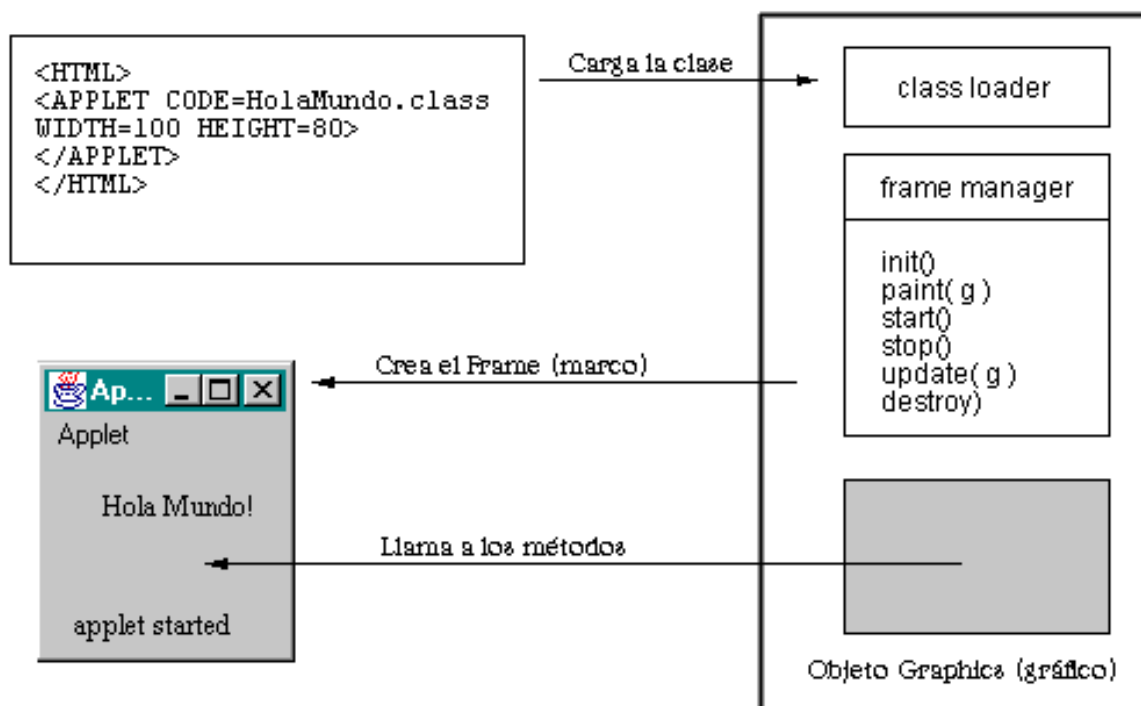 <HTML>
<APPLET CODE=HolaMundo.class
WIDTH=100 HEIGHT=80>
</APPLET>
</HTML>
Carga la clase
class loader
frame manager
init()
paint( g )
start()
stop()
update( g )
destroy)
Crea el Frame (marco)
Ap...
Applet
Hola Mundo!
applet started
Llama a los métodos
Objeto Graphics (gráfico)